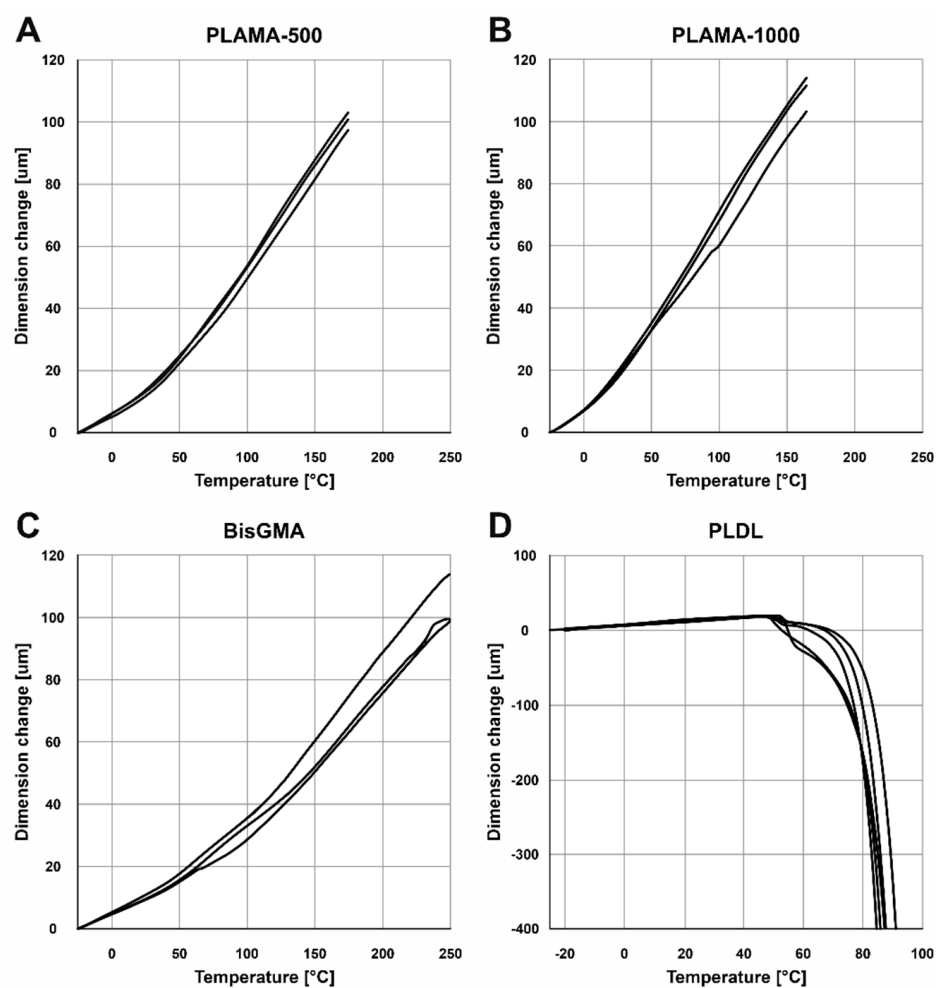 A
PLAMA-500
120
100
80
60
40
20
0
Dimension change [um]
0 50 100 150 200 250
Temperature [°C]
B
PLAMA-1000
120
100
80
60
40
20
0
Dimension change [um]
0 50 100 150 200 250
Temperature [°C]
C
BisGMA
120
100
80
60
40
20
0
Dimension change [um]
0 50 100 150 200 250
Temperature [°C]
D
PLDL
100
0
-100
-200
-300
-400
Dimension change [um]
-20 0 20 40 60 80 100
Temperature [°C]